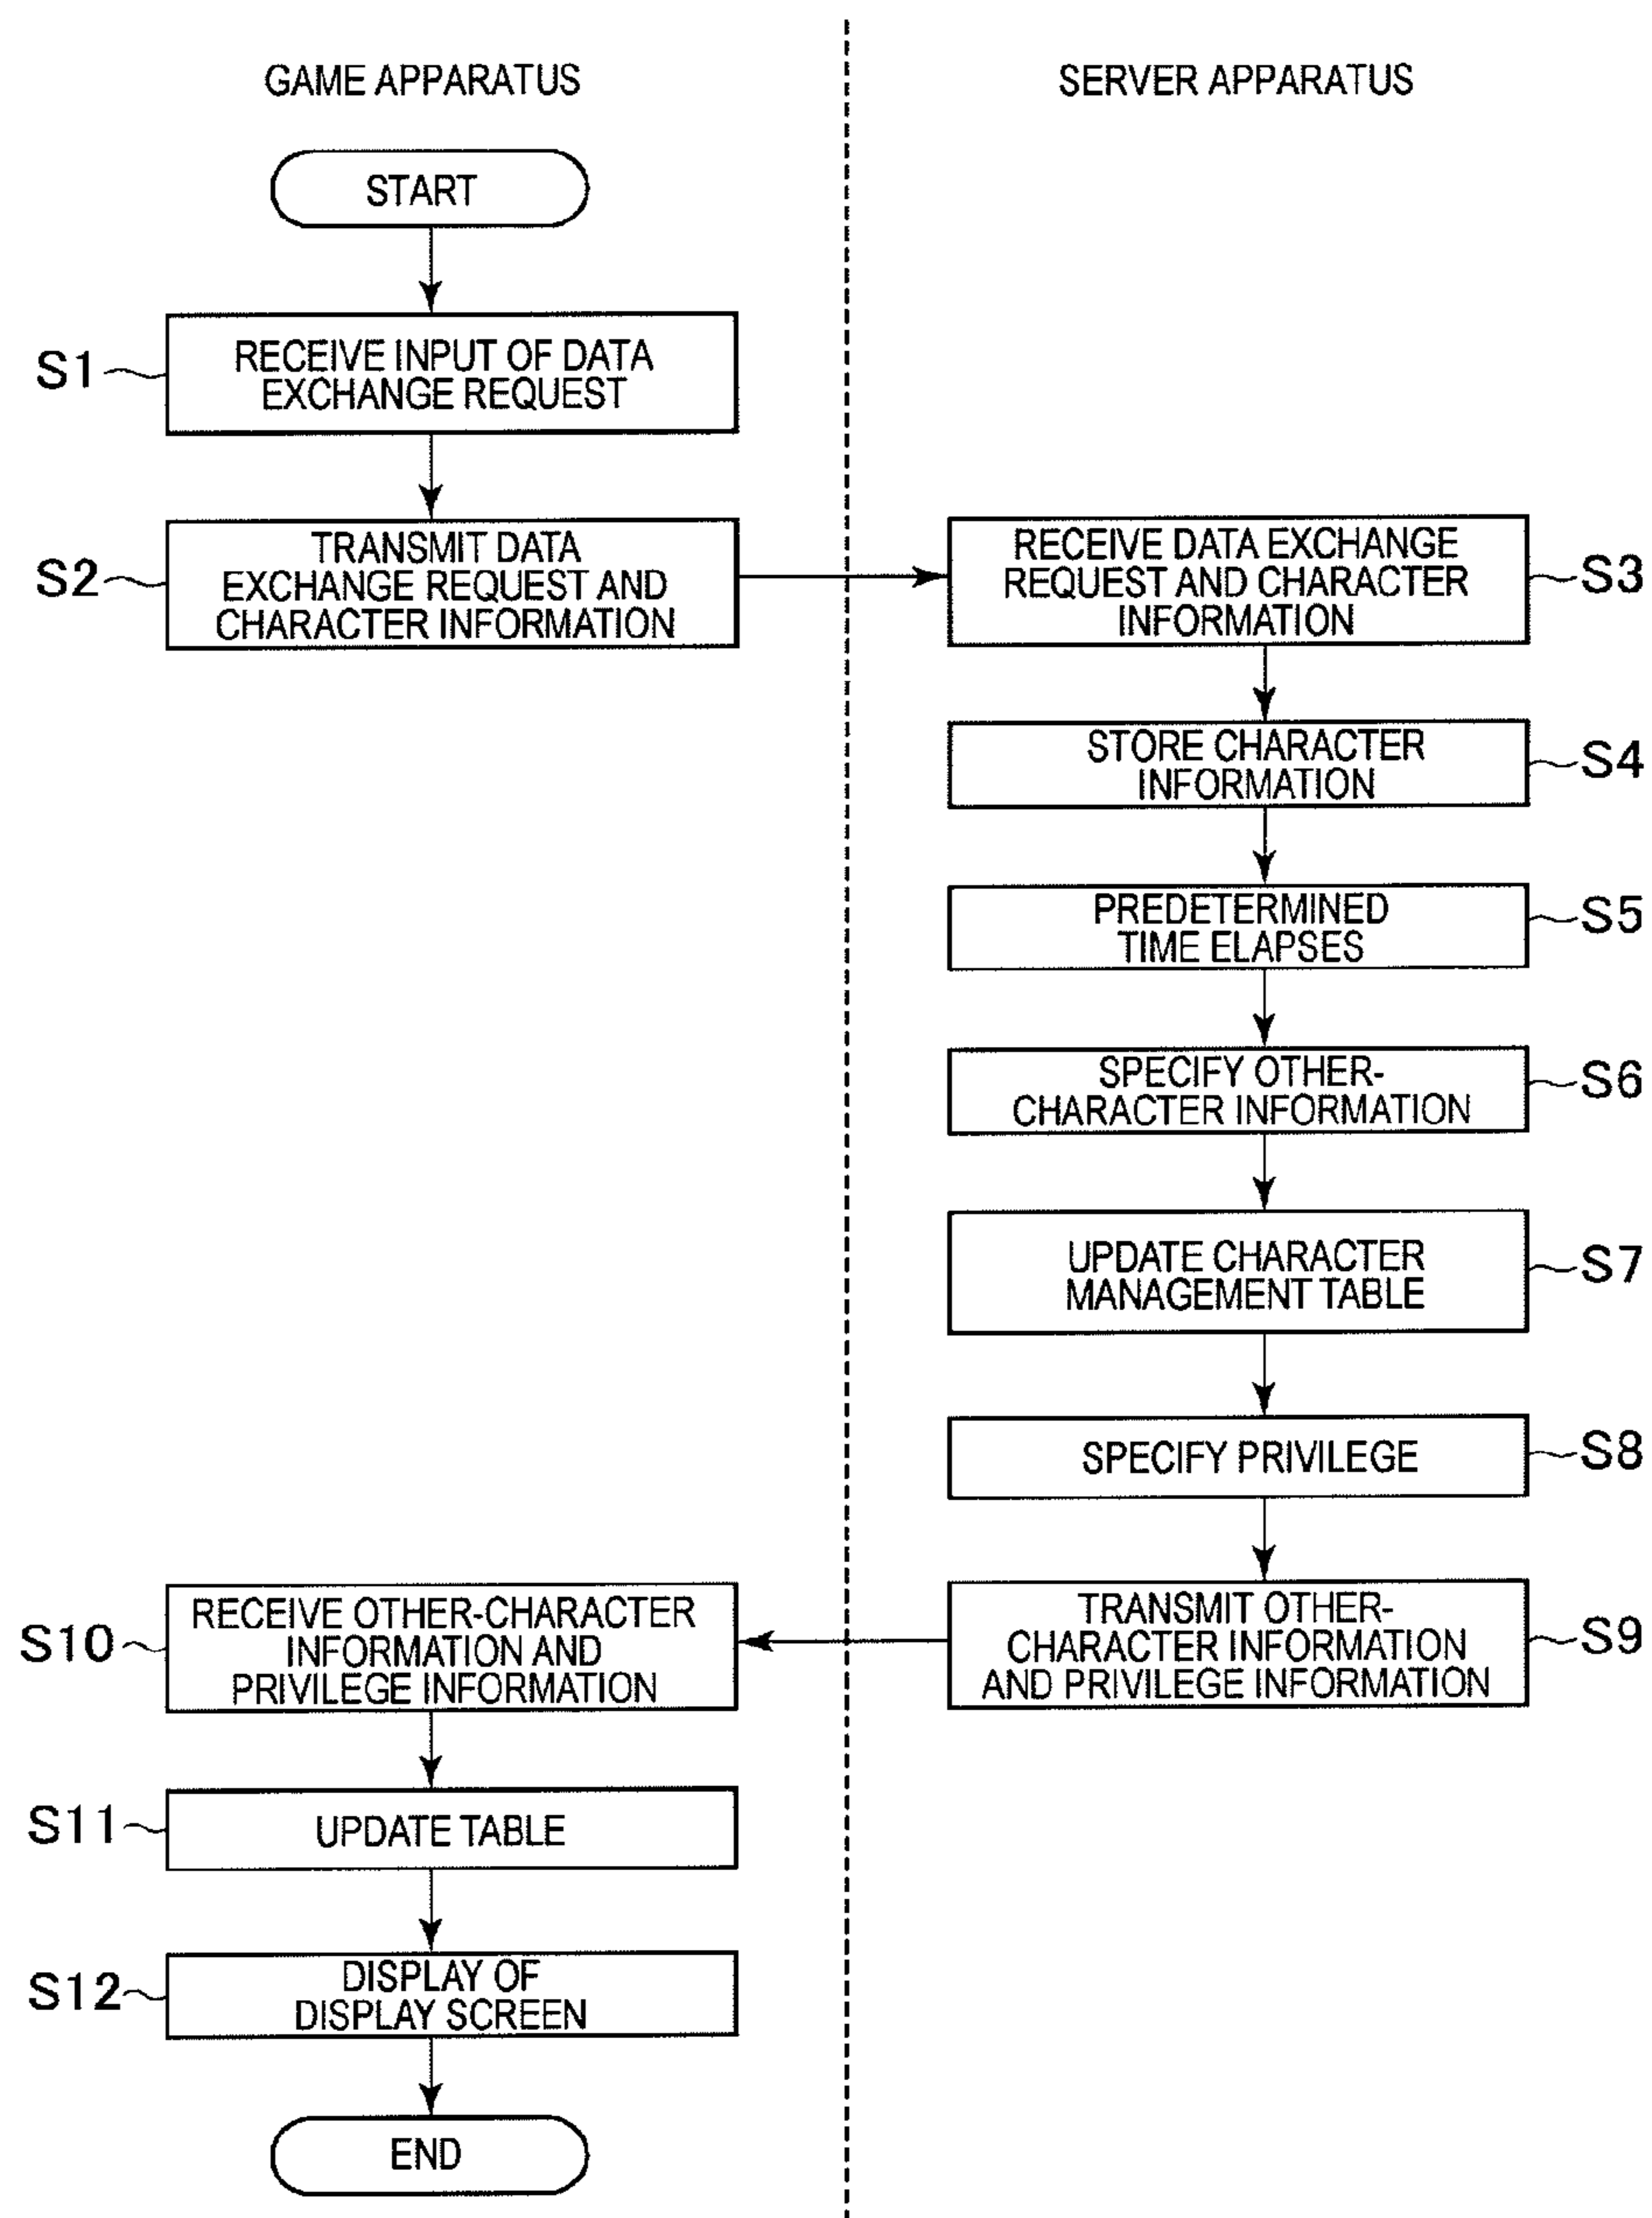 GAME APPARATUS
SERVER APPARATUS
START
S1
RECEIVE INPUT OF DATA
EXCHANGE REQUEST
S2
TRANSMIT DATA
EXCHANGE REQUEST AND
CHARACTER INFORMATION
RECEIVE DATA EXCHANGE
REQUEST AND CHARACTER
INFORMATION
S3
STORE CHARACTER
INFORMATION
S4
PREDETERMINED
TIME ELAPSES
S5
SPECIFY OTHER-
CHARACTER INFORMATION
S6
UPDATE CHARACTER
MANAGEMENT TABLE
S7
SPECIFY PRIVILEGE
S8
TRANSMIT OTHER-
CHARACTER INFORMATION
AND PRIVILEGE INFORMATION
S9
S10
RECEIVE OTHER-CHARACTER
INFORMATION AND
PRIVILEGE INFORMATION
S11
UPDATE TABLE
S12
DISPLAY OF
DISPLAY SCREEN
END